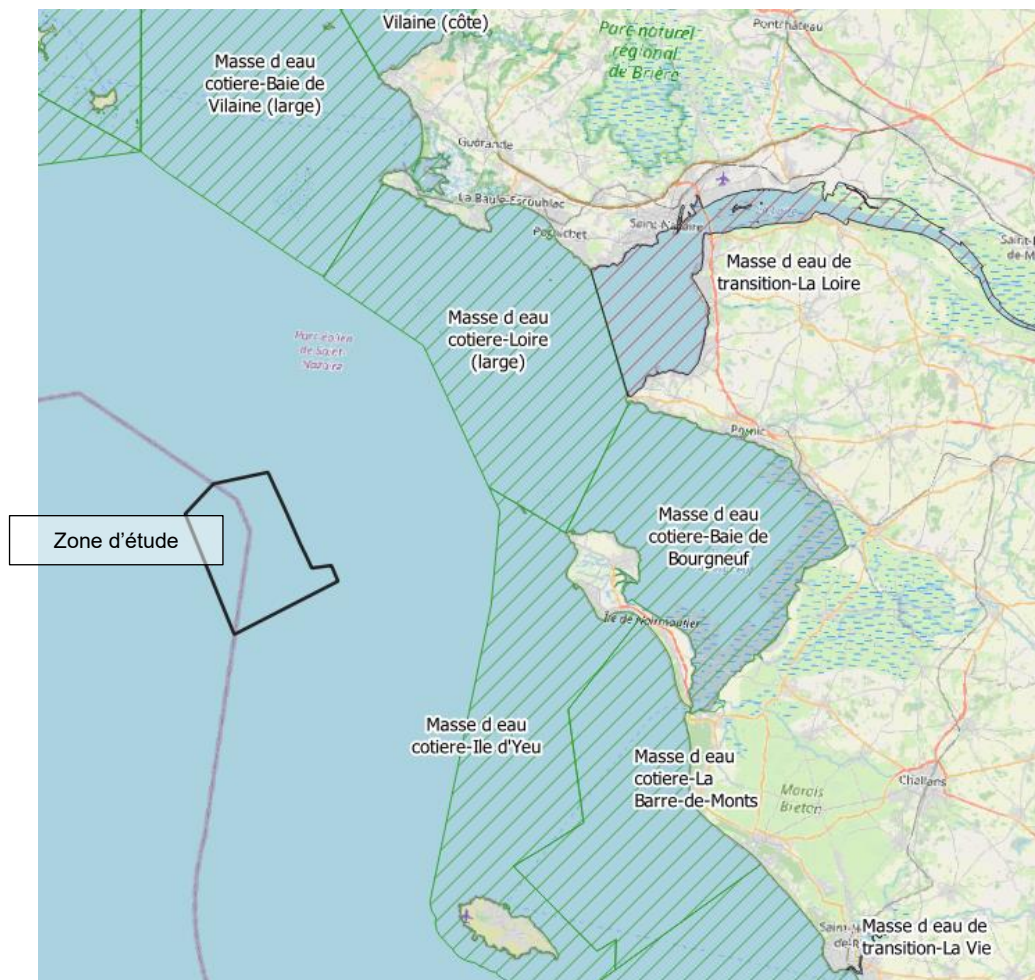 Vilaine (côte)
Pontchâteau
Parc naturel
régional
de Brière
Masse d eau
cotiere-Baie de
Vilaine (large)
Guérande
La Baule-Escoublac
Pornichet
Masse d eau de
transition-La Loire
Masse d eau
cotiere-Loire
(large)
Parc éolien
de Saint-
Nazaire
Pornic
Zone d'étude
Masse d eau
cotiere-Baie de
Bourgneuf
Île de Noirmoutier
Masse d eau
cotiere-Ile d'Yeu
Masse d eau
cotiere-La
Barre-de-Monts
Challans
Marais
Breton
Masse d eau de
transition-La Vie